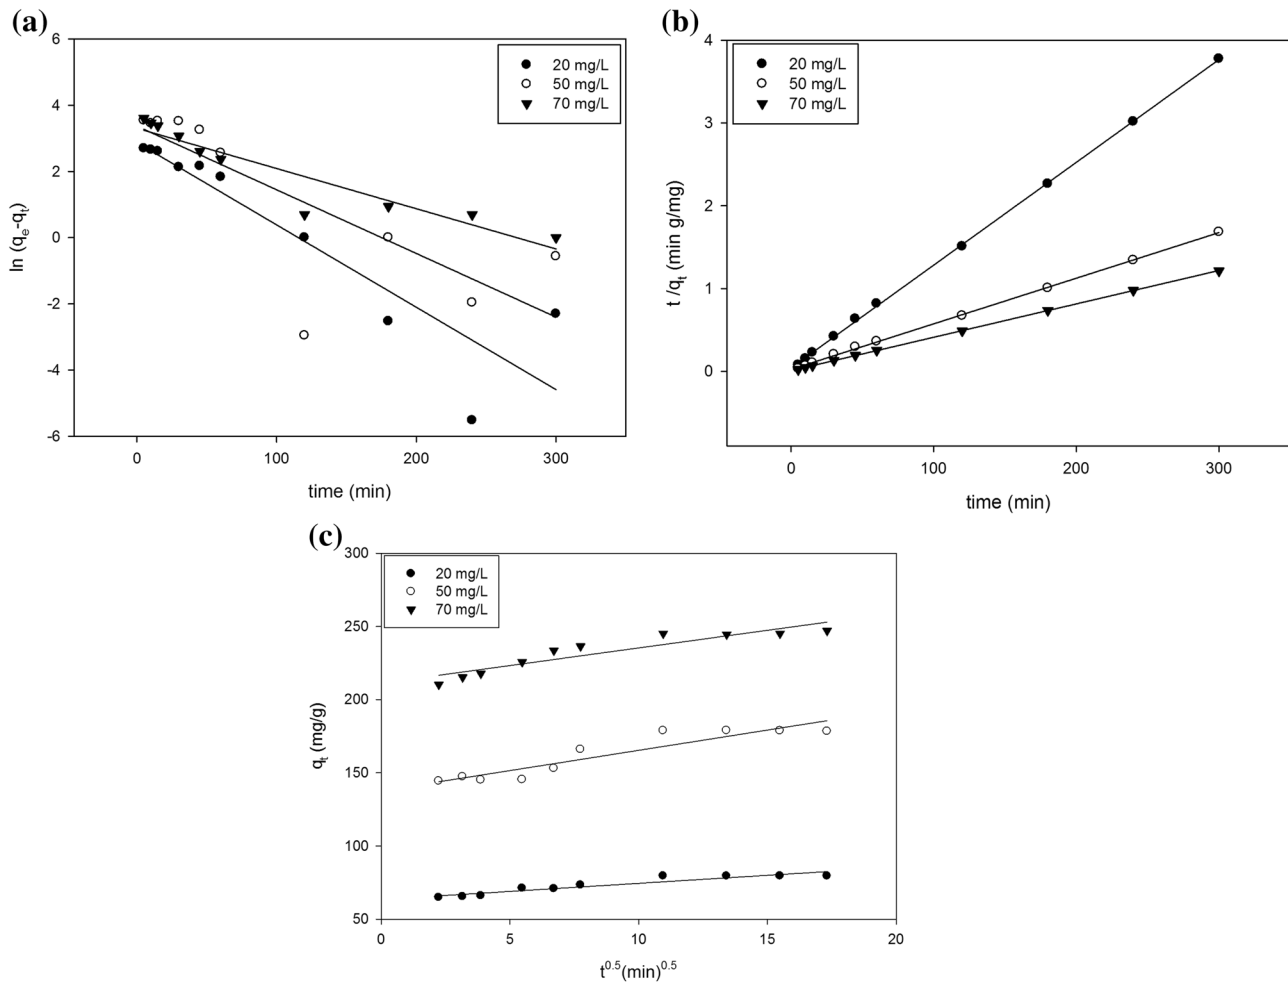 (a)
6
4
2
0
-2
-4
-6
ln (qe-qt)
20 mg/L
50 mg/L
70 mg/L
0 100 200 300
time (min)
(b)
4
3
2
1
0
t /qt (min g/mg)
20 mg/L
50 mg/L
70 mg/L
0 100 200 300
time (min)
(c)
300
250
200
150
100
50
qt (mg/g)
20 mg/L
50 mg/L
70 mg/L
0 5 10 15 20
t0.5(min)0.5